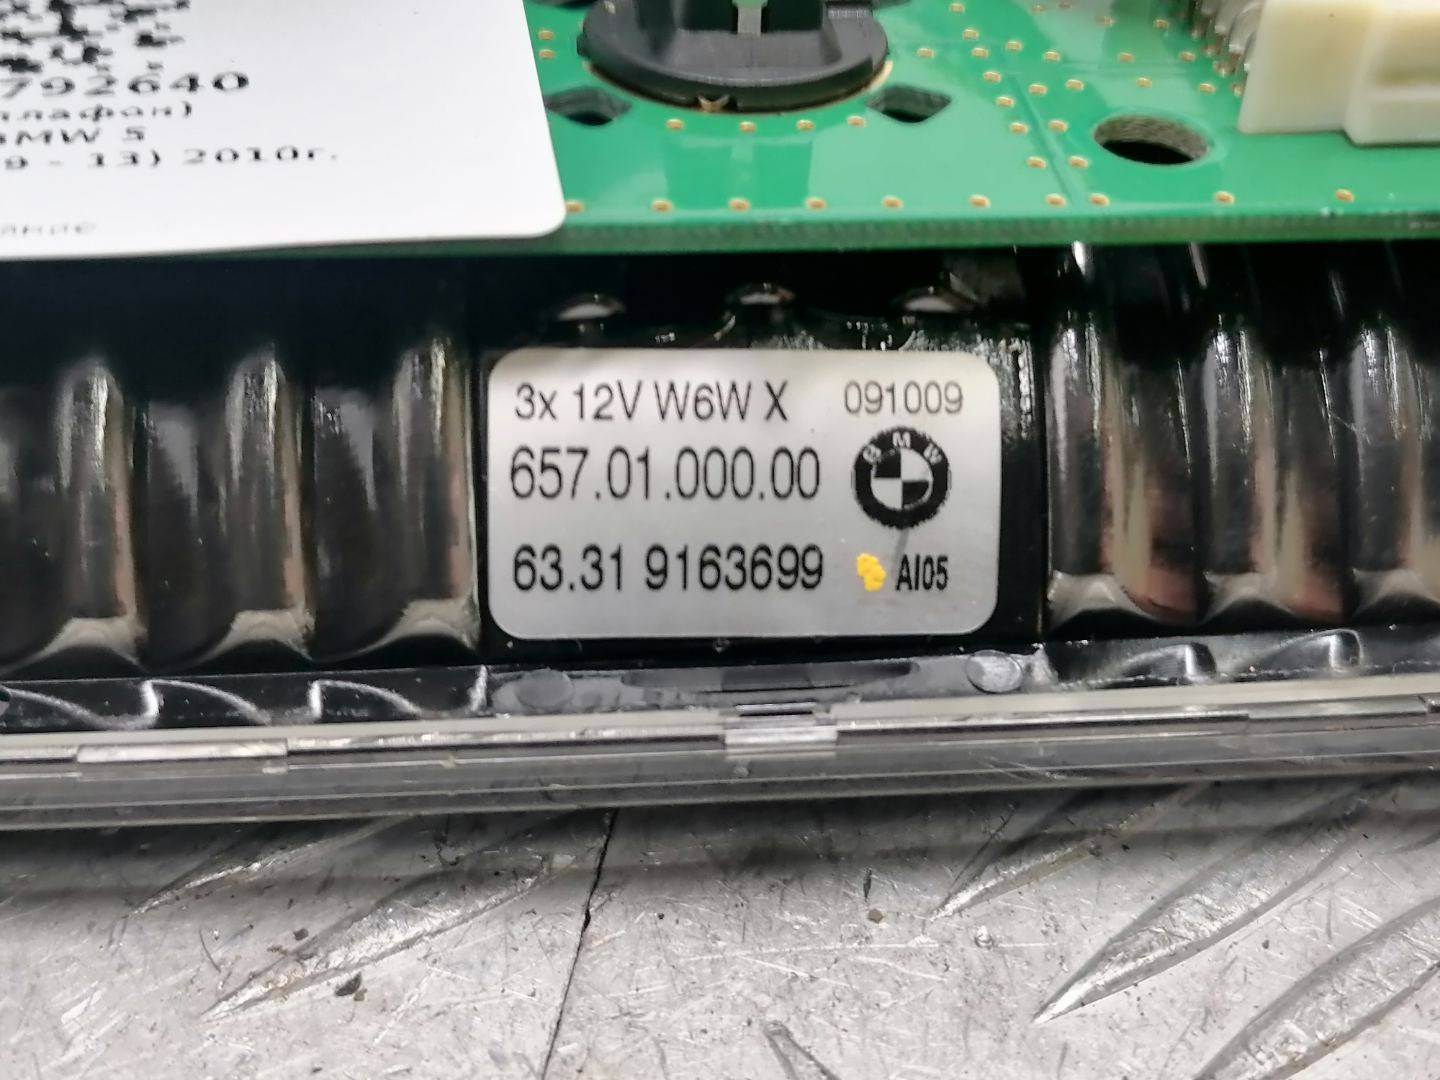 792640
BMW 5
9 - 13) 2010г.
3x 12V W6W X 091009
657.01.000.00
BMW
63.31 9163699 AI05